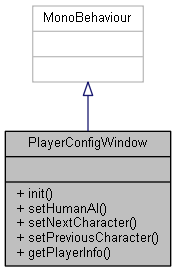 MonoBehaviour
PlayerConfigWindow
+ init()
+ setHumanAI()
+ setNextCharacter()
+ setPreviousCharacter()
+ getPlayerInfo()